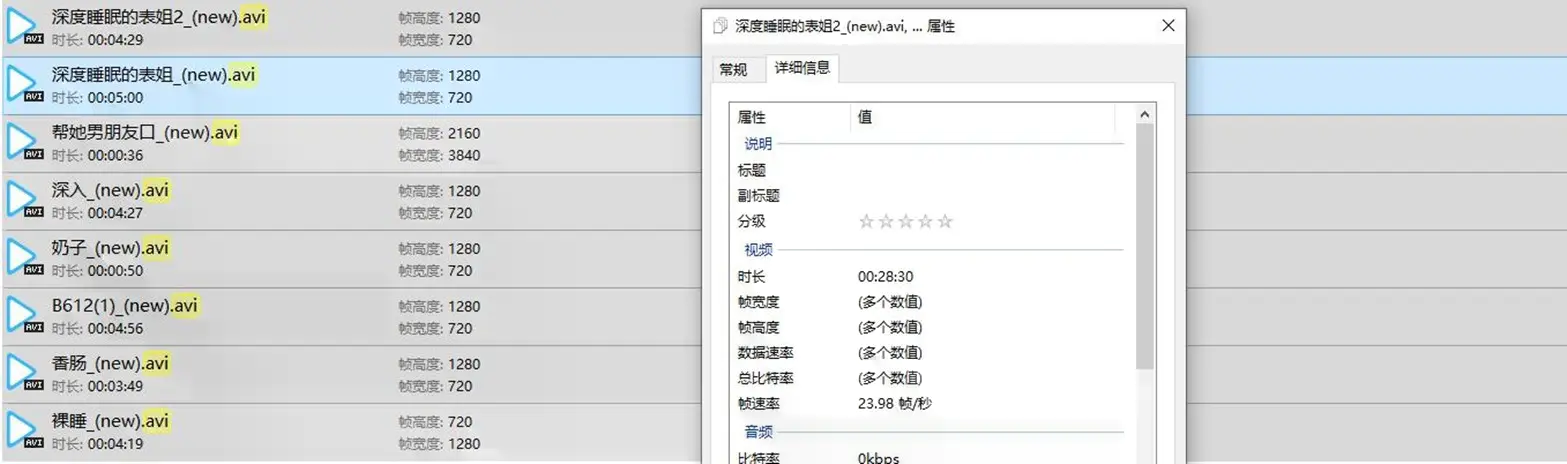 深度睡眠的表姐2_(new).avi
帧高度: 1280
AVI
时长: 00:04:29
帧宽度: 720
深度睡眠的表姐_(new).avi
帧高度: 1280
AVI
时长: 00:05:00
帧宽度: 720
帮她男朋友口_(new).avi
帧高度: 2160
AVI
时长: 00:00:36
帧宽度: 3840
深入_(new).avi
帧高度: 1280
AVI
时长: 00:04:27
帧宽度: 720
奶子_(new).avi
帧高度: 1280
AVI
时长: 00:00:50
帧宽度: 720
B612(1)_(new).avi
帧高度: 1280
AVI
时长: 00:04:56
帧宽度: 720
香肠_(new).avi
帧高度: 1280
AVI
时长: 00:03:49
帧宽度: 720
裸睡_(new).avi
帧高度: 720
AVI
时长: 00:04:19
帧宽度: 1280
深度睡眠的表姐2_(new).avi, ... 属性
常规 详细信息
属性 值
说明
标题
副标题
分级 ☆☆☆☆☆
视频
时长 00:28:30
帧宽度 (多个数值)
帧高度 (多个数值)
数据速率 (多个数值)
总比特率 (多个数值)
帧速率 23.98 帧/秒
音频
比特率 0kbps